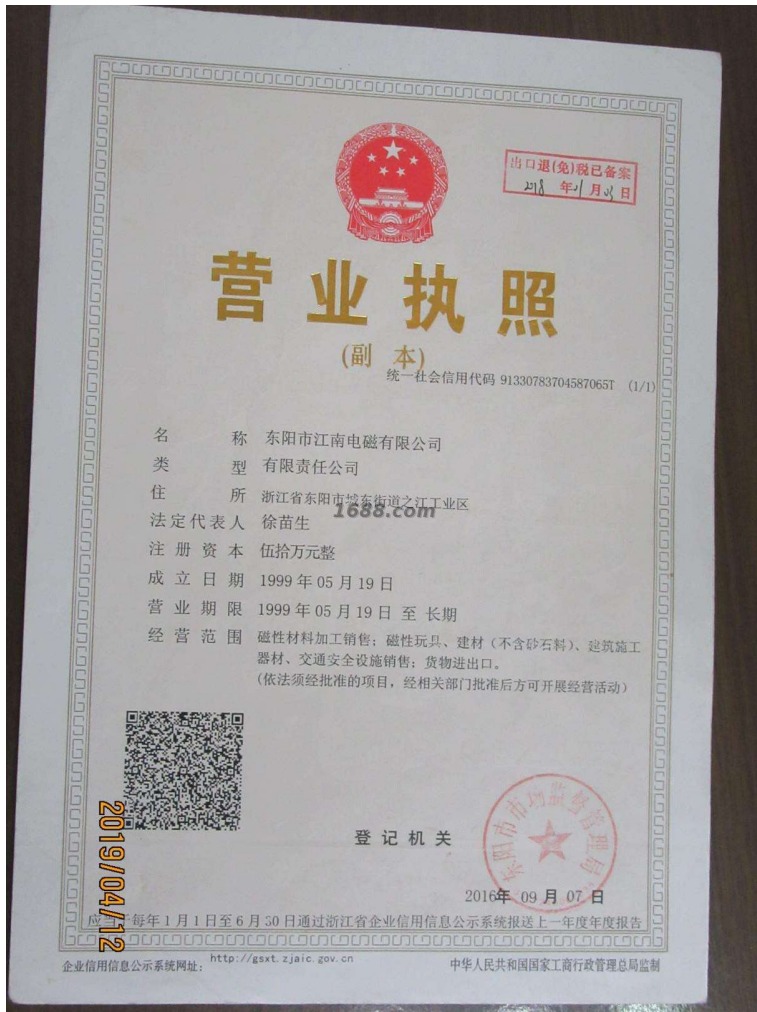 出口退(免)税已备案
2018 年01月03日
营业执照
(副 本)
统一社会信用代码 91330783704587065T (1/1)
名 称 东阳市江南电磁有限公司
类 型 有限责任公司
住 所 浙江省东阳市城东街道之江工业区
1688.com
法定代表人 徐苗生
注册资本 伍拾万元整
成立日期 1999年05月19日
营业期限 1999年05月19日 至 长期
经营范围 磁性材料加工销售；磁性玩具、建材（不含砂石料）、建筑施工
器材、交通安全设施销售；货物进出口。
(依法须经批准的项目，经相关部门批准后方可开展经营活动)
登记机关
东阳市市场监督管理局
2016年 09月 07日
2019/04/12
应当于每年1月1日至6月30日通过浙江省企业信用信息公示系统报送上一年度年度报告
企业信用信息公示系统网址： http://gsxt.zjaic.gov.cn
中华人民共和国国家工商行政管理总局监制